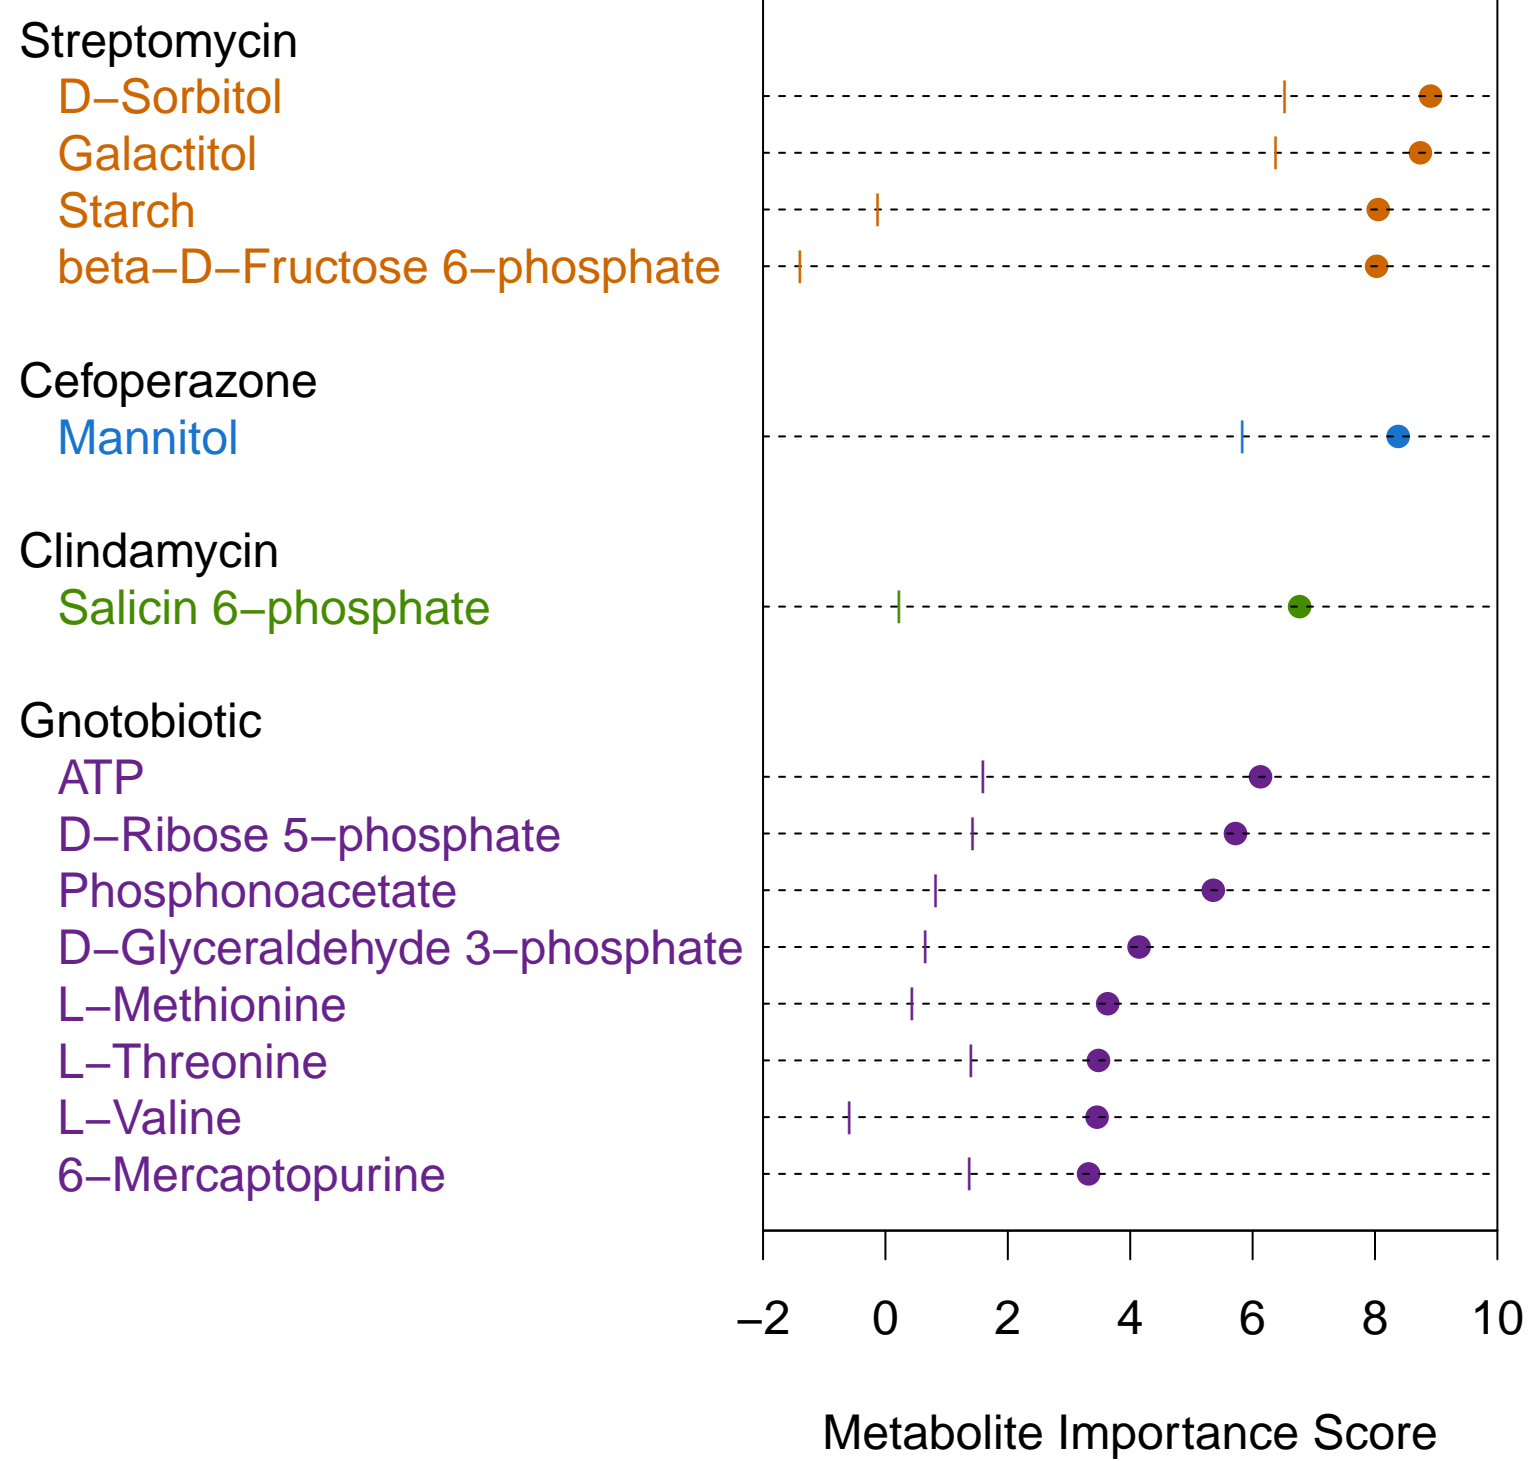 Streptomycin
D−Sorbitol
Galactitol
Starch
beta−D−Fructose 6−phosphate
Cefoperazone
Mannitol
Clindamycin
Salicin 6−phosphate
Gnotobiotic
ATP
D−Ribose 5−phosphate
Phosphonoacetate
D−Glyceraldehyde 3−phosphate
L−Methionine
L−Threonine
L−Valine
6−Mercaptopurine
−2 0 2 4 6 8 10
Metabolite Importance Score